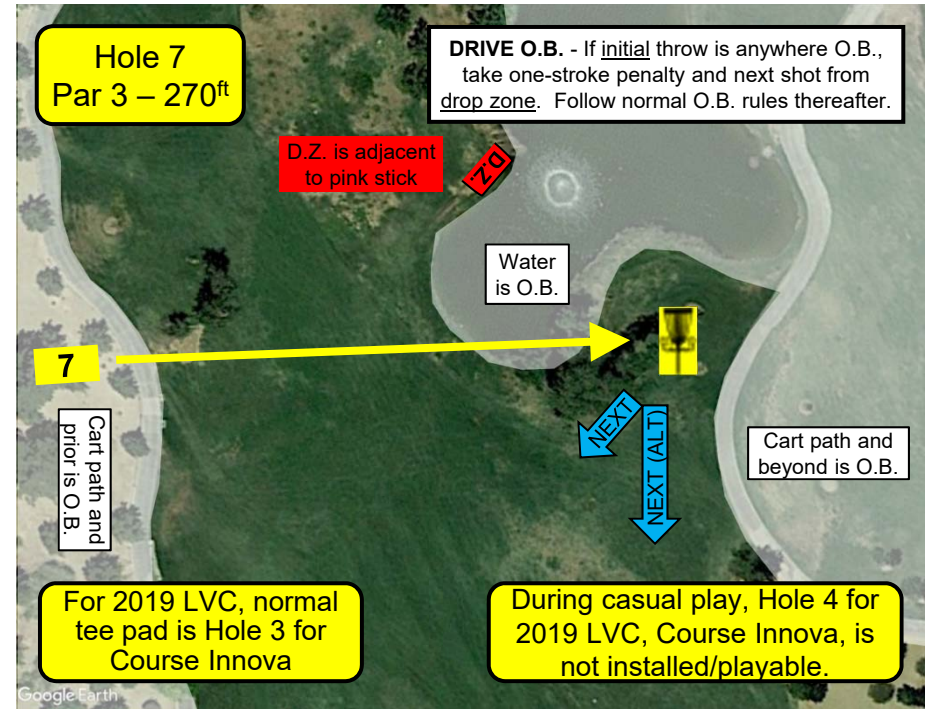 Hole 7
Par 3 – 270ft
DRIVE O.B. - If initial throw is anywhere O.B.,
take one-stroke penalty and next shot from
drop zone. Follow normal O.B. rules thereafter.
D.Z. is adjacent
to pink stick
D.Z.
Water
is O.B.
7
NEXT
NEXT (ALT)
Cart path and
prior is O.B.
Cart path and
beyond is O.B.
For 2019 LVC, normal
tee pad is Hole 3 for
Course Innova
During casual play, Hole 4 for
2019 LVC, Course Innova, is
not installed/playable.
Google Earth